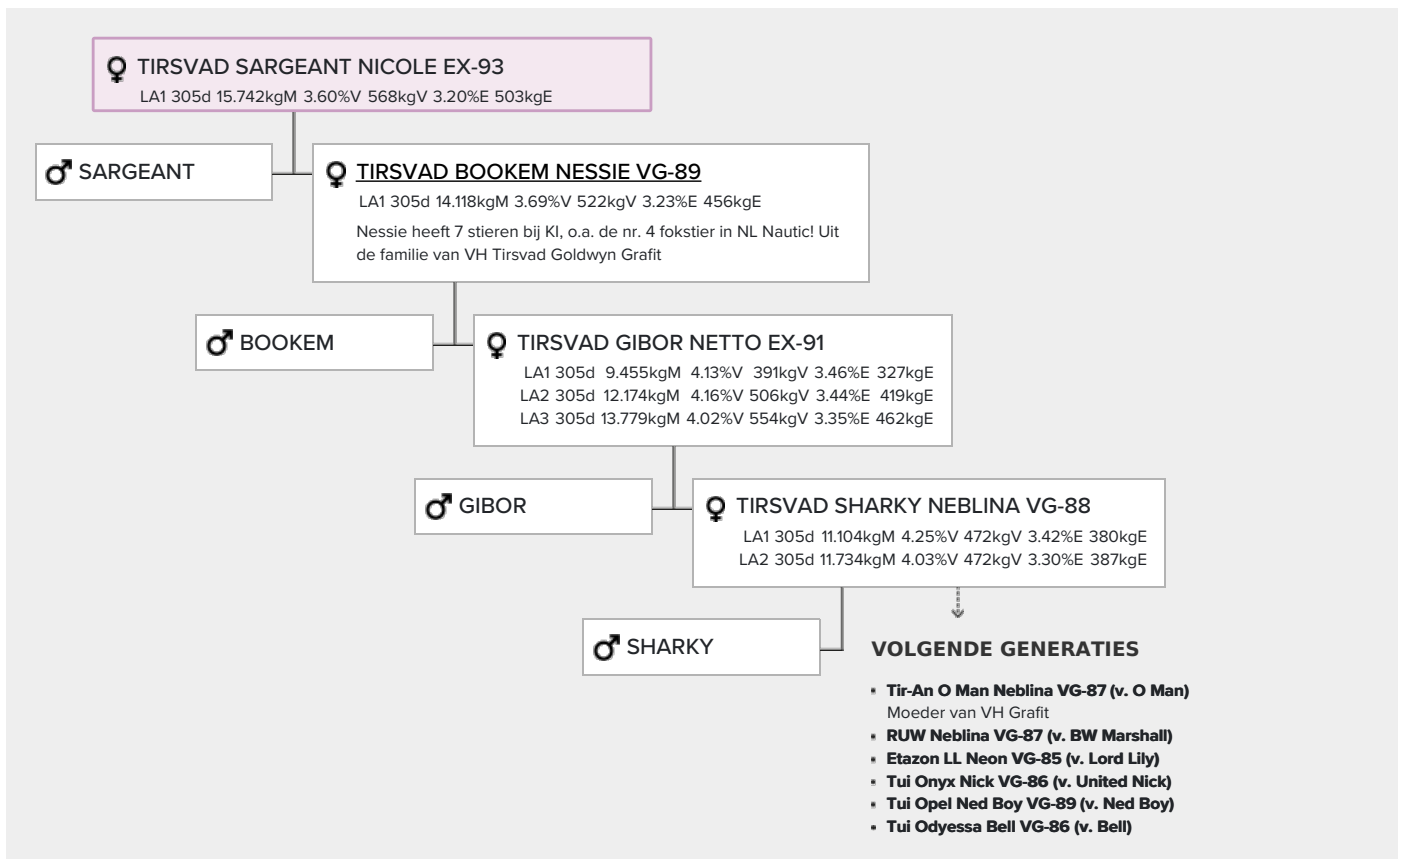 TIRSVAD SARGEANT NICOLE EX-93
LA1 305d 15.742kgM 3.60%V 568kgV 3.20%E 503kgE
SARGEANT
TIRSVAD BOOKEM NESSIE VG-89
LA1 305d 14.118kgM 3.69%V 522kgV 3.23%E 456kgE
Nessie heeft 7 stieren bij KI, o.a. de nr. 4 fokstier in NL Nautic! Uit
de familie van VH Tirsvad Goldwyn Grafit
BOOKEM
TIRSVAD GIBOR NETTO EX-91
LA1 305d 9.455kgM 4.13%V 391kgV 3.46%E 327kgE
LA2 305d 12.174kgM 4.16%V 506kgV 3.44%E 419kgE
LA3 305d 13.779kgM 4.02%V 554kgV 3.35%E 462kgE
GIBOR
TIRSVAD SHARKY NEBLINA VG-88
LA1 305d 11.104kgM 4.25%V 472kgV 3.42%E 380kgE
LA2 305d 11.734kgM 4.03%V 472kgV 3.30%E 387kgE
SHARKY
VOLGENDE GENERATIES
Tir-An O Man Neblina VG-87 (v. O Man)
Moeder van VH Grafit
RUW Neblina VG-87 (v. BW Marshall)
Etazon LL Neon VG-85 (v. Lord Lily)
Tui Onyx Nick VG-86 (v. United Nick)
Tui Opel Ned Boy VG-89 (v. Ned Boy)
Tui Odyessa Bell VG-86 (v. Bell)